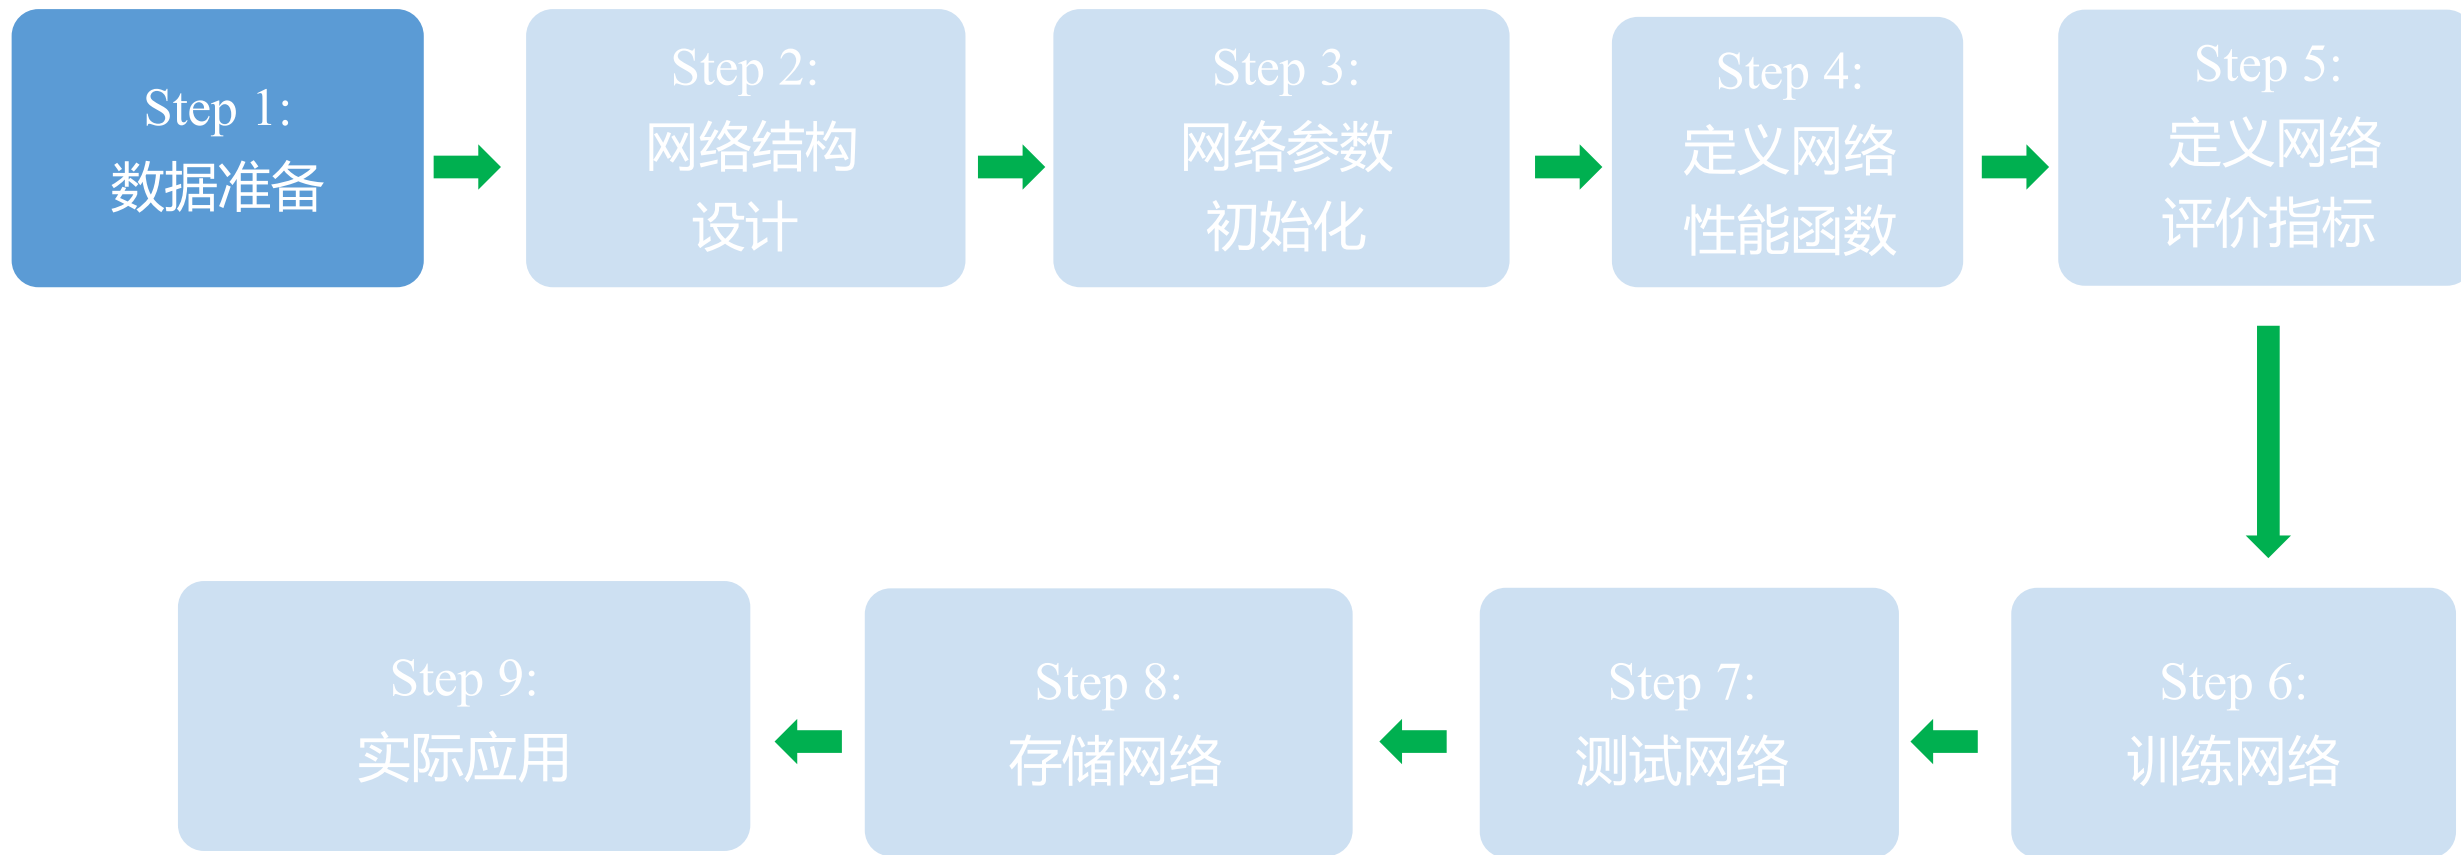 Step 1:
数据准备
Step 2:
网络结构
设计
Step 3:
网络参数
初始化
Step 4:
定义网络
性能函数
Step 5:
定义网络
评价指标
Step 6:
训练网络
Step 7:
测试网络
Step 8:
存储网络
Step 9:
实际应用